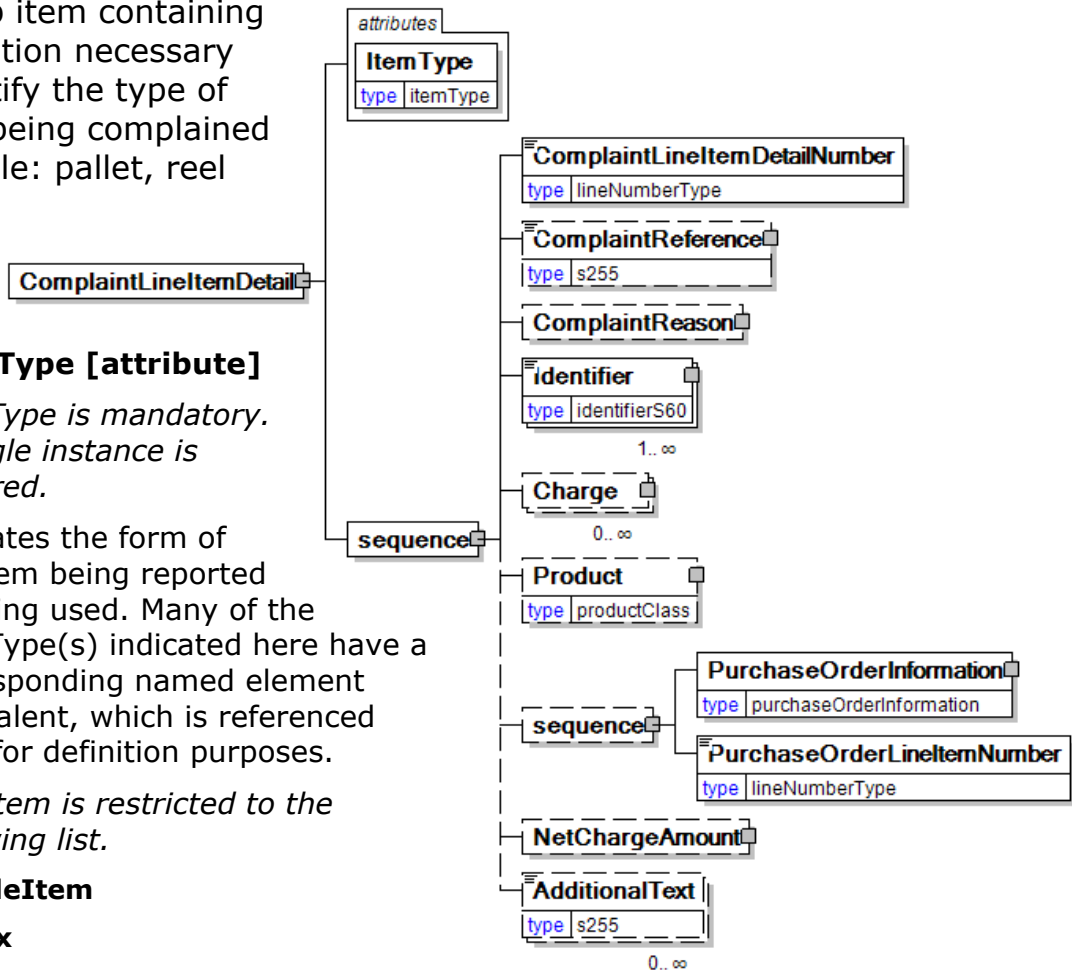 item containing
tion necessary
tify the type of
being complained
le: pallet, reel
Type [attribute]
Type is mandatory.
gle instance is
red.
ates the form of
em being reported
ing used. Many of the
Type(s) indicated here have a
sponding named element
alent, which is referenced
for definition purposes.
tem is restricted to the
ving list.
leItem
x
ComplaintLineItemDetail
attributes
ItemType
type itemType
sequence
ComplaintLineItemDetailNumber
type lineNumberType
ComplaintReference
type s255
ComplaintReason
Identifier
type identifierS60
1.. ∞
Charge
0.. ∞
Product
type productClass
sequence
PurchaseOrderInformation
type purchaseOrderInformation
PurchaseOrderLineItemNumber
type lineNumberType
NetChargeAmount
AdditionalText
type s255
0.. ∞